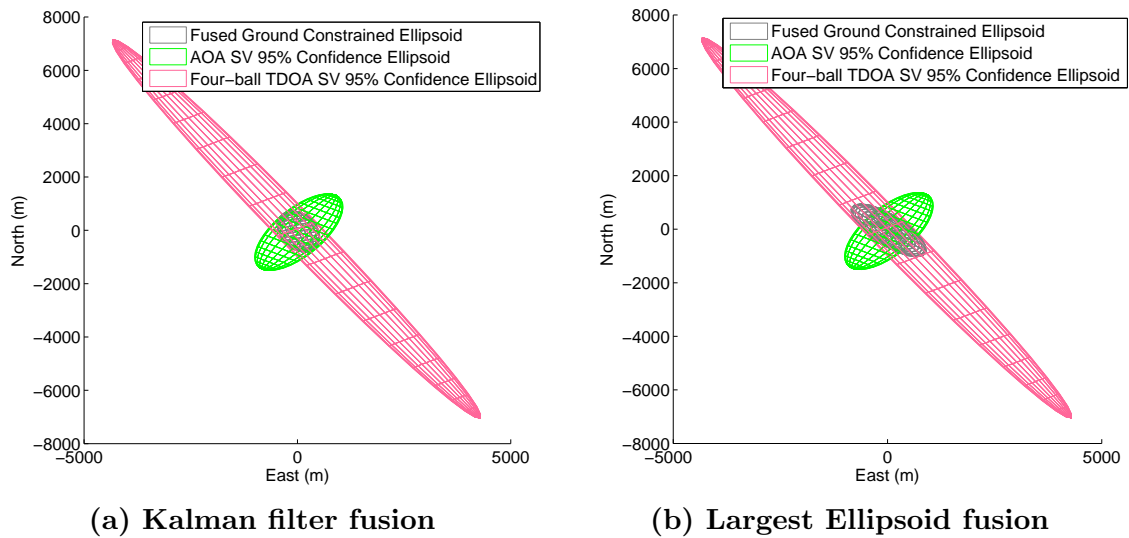 8000
6000
4000
2000
0
−2000
−4000
−6000
−8000
−5000
0
5000
East (m)
North (m)
Fused Ground Constrained Ellipsoid
AOA SV 95% Confidence Ellipsoid
Four−ball TDOA SV 95% Confidence Ellipsoid
(a) Kalman filter fusion
8000
6000
4000
2000
0
−2000
−4000
−6000
−8000
−5000
0
5000
East (m)
North (m)
Fused Ground Constrained Ellipsoid
AOA SV 95% Confidence Ellipsoid
Four−ball TDOA SV 95% Confidence Ellipsoid
(b) Largest Ellipsoid fusion